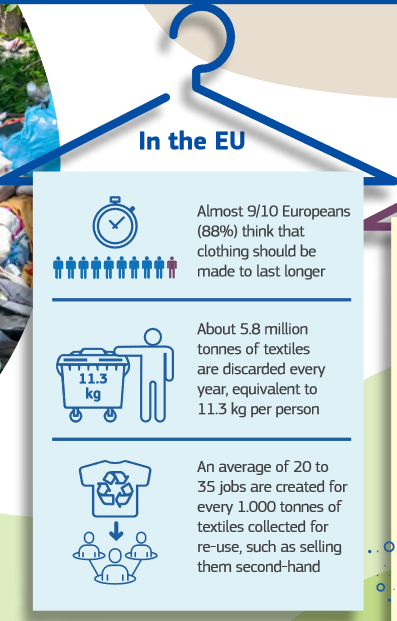 In the EU
Almost 9/10 Europeans
(88%) think that
clothing should be
made to last longer
11.3
kg
About 5.8 million
tonnes of textiles
are discarded every
year, equivalent to
11.3 kg per person
An average of 20 to
35 jobs are created for
every 1.000 tonnes of
textiles collected for
re-use, such as selling
them second-hand